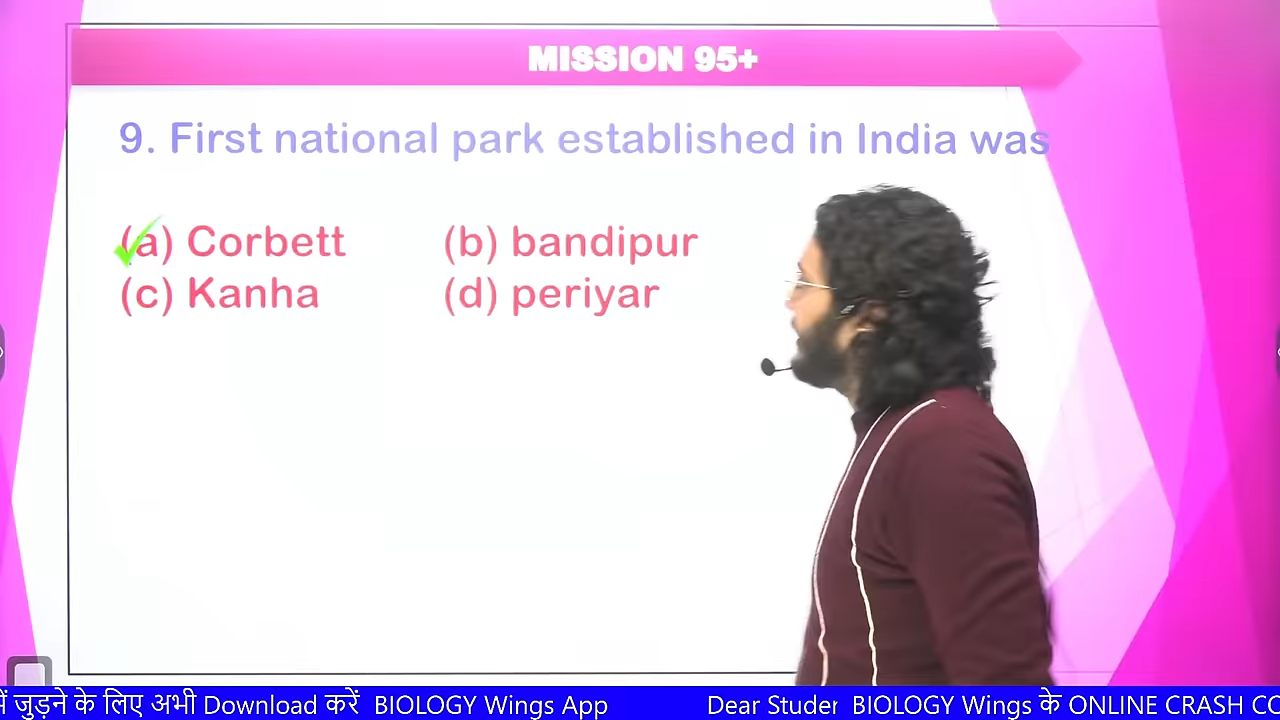 MISSION 95+
9. First national park established in India was
(a) Corbett (b) bandipur
(c) Kanha (d) periyar
में जुड़ने के लिए अभी Download करें BIOLOGY Wings App Dear Studen BIOLOGY Wings के ONLINE CRASH CO